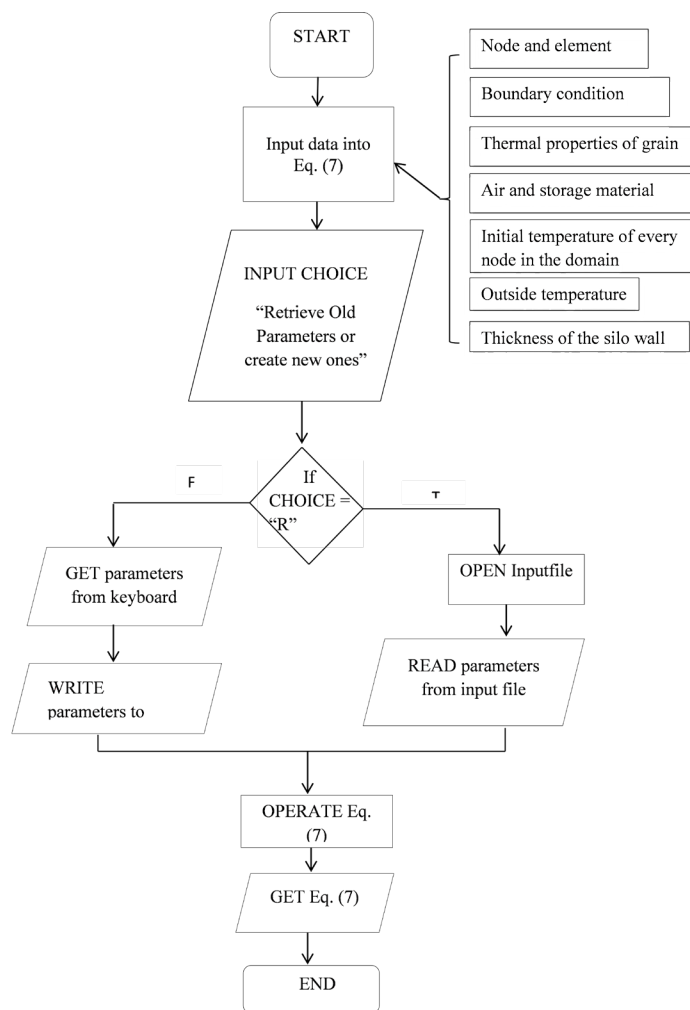 START
Input data into
Eq. (7)
Node and element
Boundary condition
Thermal properties of grain
Air and storage material
Initial temperature of every
node in the domain
Outside temperature
Thickness of the silo wall
INPUT CHOICE
“Retrieve Old
Parameters or
create new ones”
If
CHOICE =
“R”
F
T
GET parameters
from keyboard
WRITE
parameters to
OPEN Inputfile
READ parameters
from input file
OPERATE Eq.
(7)
GET Eq. (7)
END